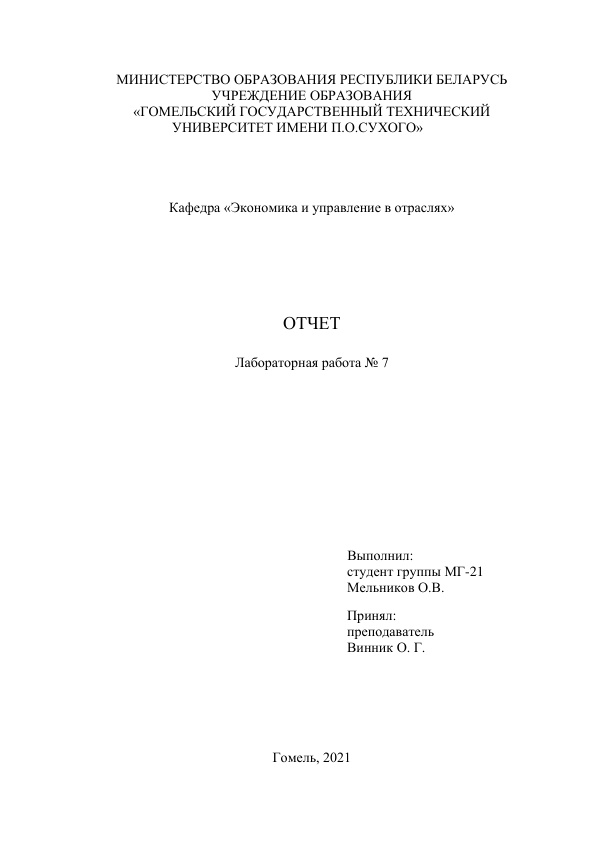 МИНИСТЕРСТВО ОБРАЗОВАНИЯ РЕСПУБЛИКИ БЕЛАРУСЬ
УЧРЕЖДЕНИЕ ОБРАЗОВАНИЯ
«ГОМЕЛЬСКИЙ ГОСУДАРСТВЕННЫЙ ТЕХНИЧЕСКИЙ
УНИВЕРСИТЕТ ИМЕНИ П.О.СУХОГО»
Кафедра «Экономика и управление в отраслях»
ОТЧЕТ
Лабораторная работа № 7
Выполнил:
студент группы МГ-21
Мельников О.В.
Принял:
преподаватель
Винник О. Г.
Гомель, 2021